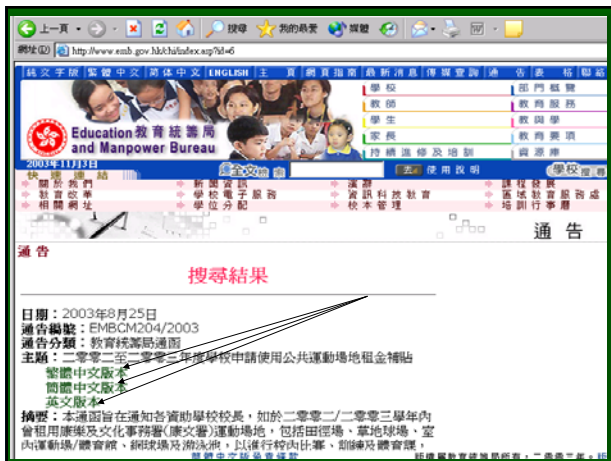 上一頁
搜尋 我的最愛 媒體
網址(D) http://www.emb.gov.hk/chi/index.asp?id=6
純文字版 繁體中文 简体中文 ENGLISH 主頁 網頁指南 最新消息 傳媒查詢 通告 表格 聯絡
學校 部門概覽
教師 教育服務
學生 教與學
家長 教育要項
持續進修及培訓 資源庫
Education 教育統籌局
and Manpower Bureau
2003年11月3日
全文檢索 去 使用說明 學校搜尋
快速連結
關於我們 新聞資訊 演辭 課程發展
教育改革 學校電子服務 資訊科技教育 區域教育服務處
相關網址 學位分配 校本管理 培訓行事曆
通告
通告
搜尋結果
日期：2003年8月25日
通告編號：EMBCM204/2003
通告分類：教育統籌局通函
主題：二零零二至二零零三年度學校申請使用公共運動場地租金補貼
繁體中文版本
簡體中文版本
英文版本
摘要：本通函旨在通知各資助學校校長，如於二零零二/二零零三學年內
曾租用康樂及文化事務署(康文署)運動場地，包括田徑場、草地球場、室
內運動場/體育館、網球場及游泳池，以進行校內比賽、訓練及體育課，